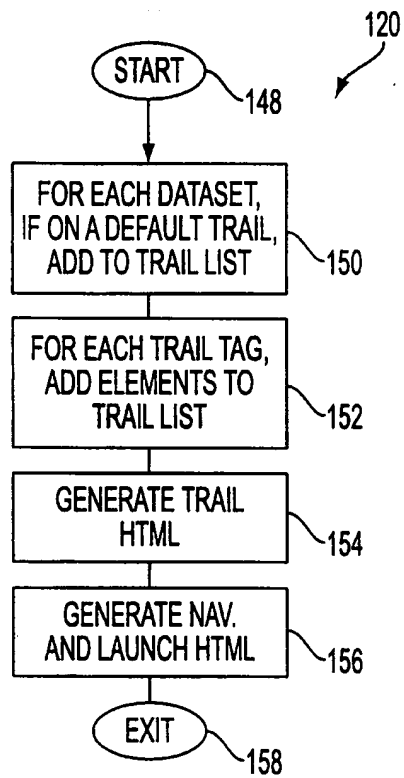 120
START
148
FOR EACH DATASET,
IF ON A DEFAULT TRAIL,
ADD TO TRAIL LIST
150
FOR EACH TRAIL TAG,
ADD ELEMENTS TO
TRAIL LIST
152
GENERATE TRAIL
HTML
154
GENERATE NAV.
AND LAUNCH HTML
156
EXIT
158